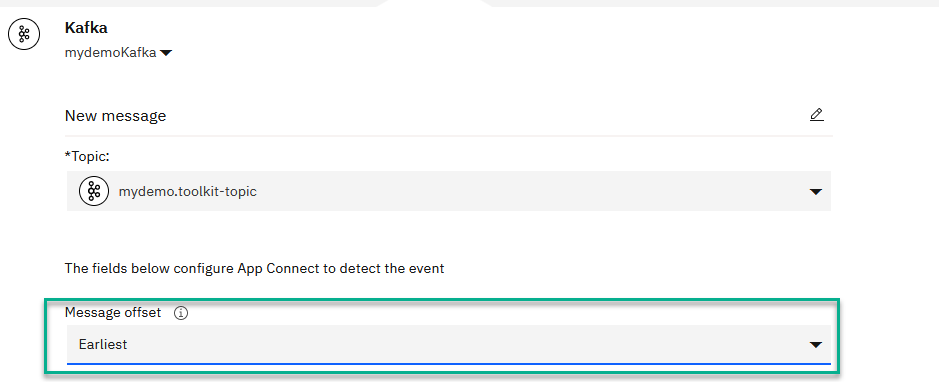 Kafka
mydemoKafka
New message
*Topic:
mydemo.toolkit-topic
The fields below configure App Connect to detect the event
Message offset
Earliest